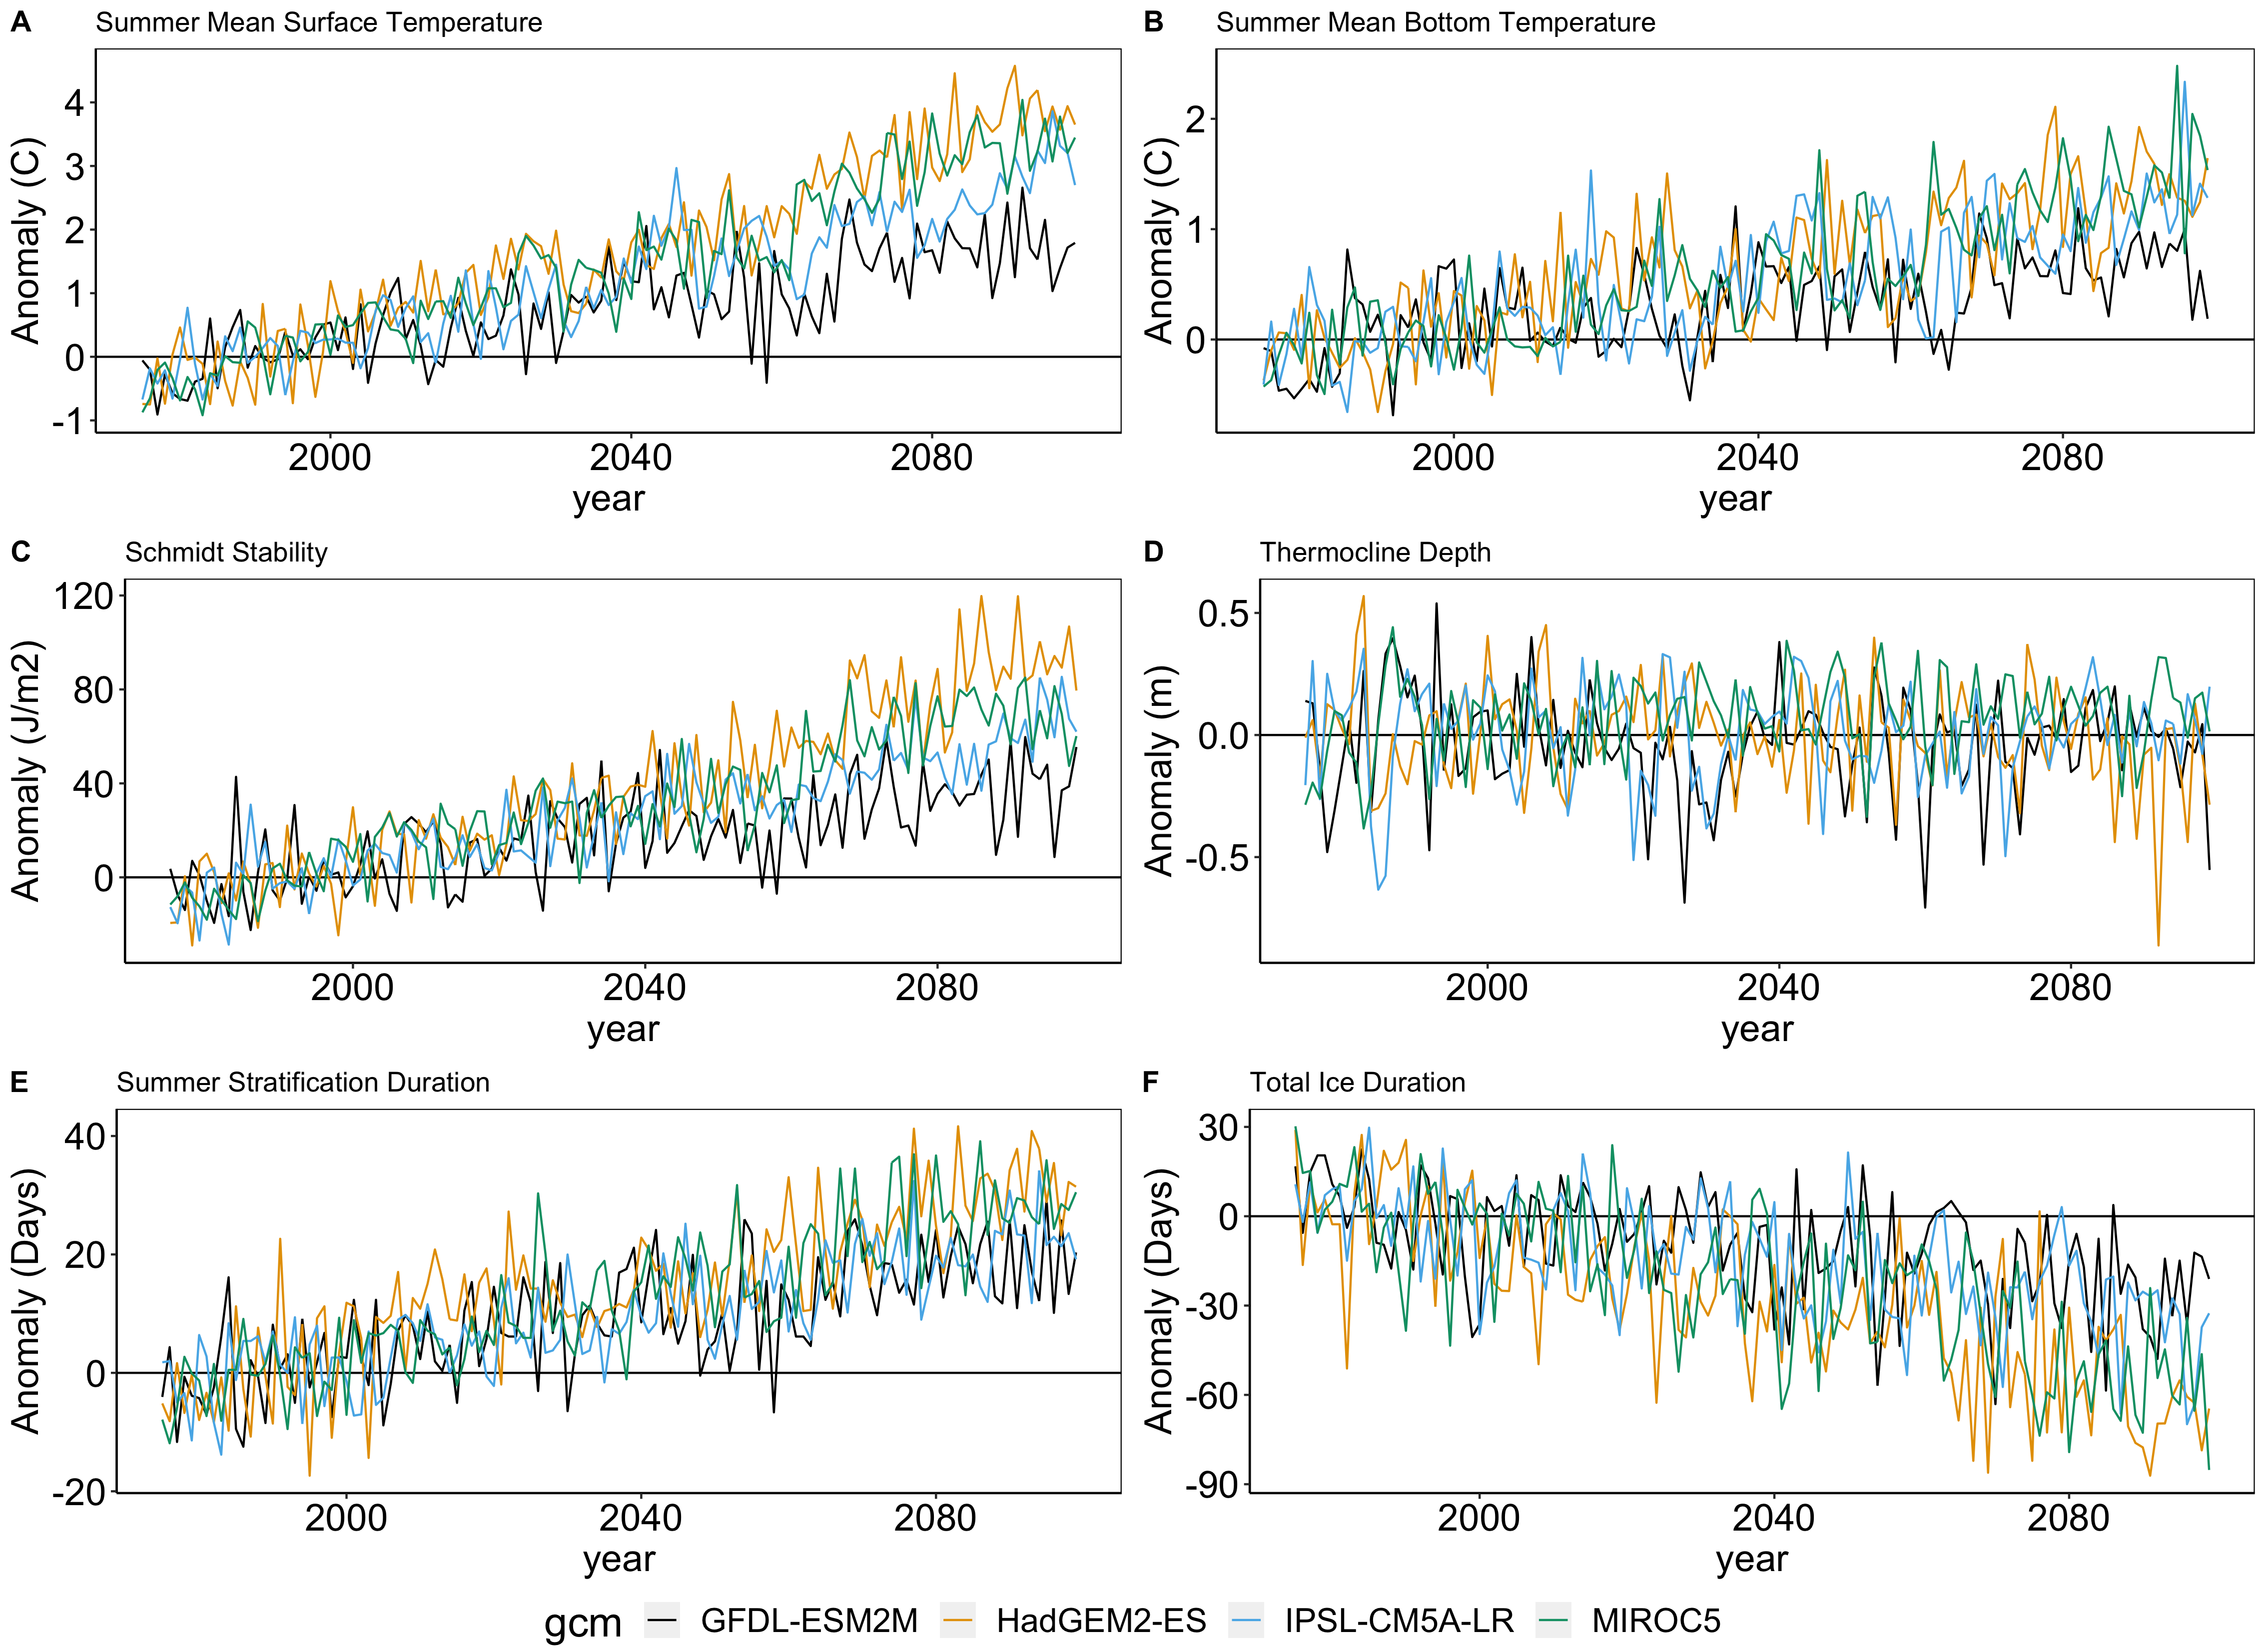 A Summer Mean Surface Temperature
Anomaly (C)
4
3
2
1
0
-1
2000 2040 2080
year
B Summer Mean Bottom Temperature
Anomaly (C)
2
1
0
2000 2040 2080
year
C Schmidt Stability
Anomaly (J/m2)
120
80
40
0
2000 2040 2080
year
D Thermocline Depth
Anomaly (m)
0.5
0.0
-0.5
2000 2040 2080
year
E Summer Stratification Duration
Anomaly (Days)
40
20
0
-20
2000 2040 2080
year
F Total Ice Duration
Anomaly (Days)
30
0
-30
-60
-90
2000 2040 2080
year
gcm GFDL-ESM2M HadGEM2-ES IPSL-CM5A-LR MIROC5